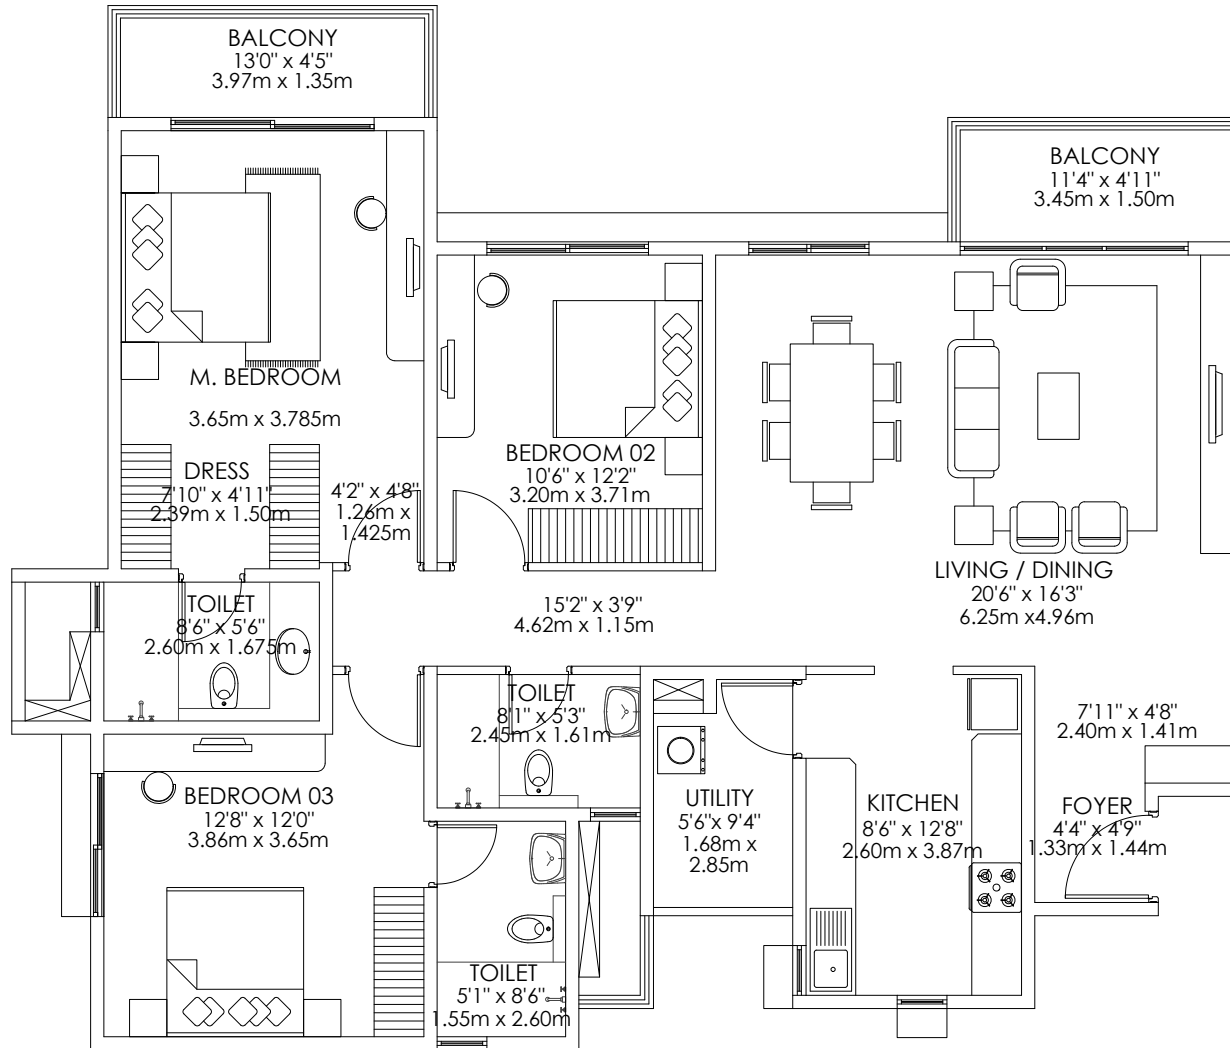 BALCONY
13'0" x 4'5"
3.97m x 1.35m
BALCONY
11'4" x 4'11"
3.45m x 1.50m
M. BEDROOM
3.65m x 3.785m
DRESS
7'10" x 4'11"
2.39m x 1.50m
4'2" x 4'8"
1.26m x
1.425m
BEDROOM 02
10'6" x 12'2"
3.20m x 3.71m
LIVING / DINING
20'6" x 16'3"
6.25m x4.96m
15'2" x 3'9"
4.62m x 1.15m
TOILET
8'6" x 5'6"
2.60m x 1.675m
TOILET
8'1" x 5'3"
2.45m x 1.61m
7'11" x 4'8"
2.40m x 1.41m
BEDROOM 03
12'8" x 12'0"
3.86m x 3.65m
UTILITY
5'6"x 9'4"
1.68m x
2.85m
KITCHEN
8'6" x 12'8"
2.60m x 3.87m
FOYER
4'4" x 4'9"
1.33m x 1.44m
TOILET
5'1" x 8'6"
1.55m x 2.60m